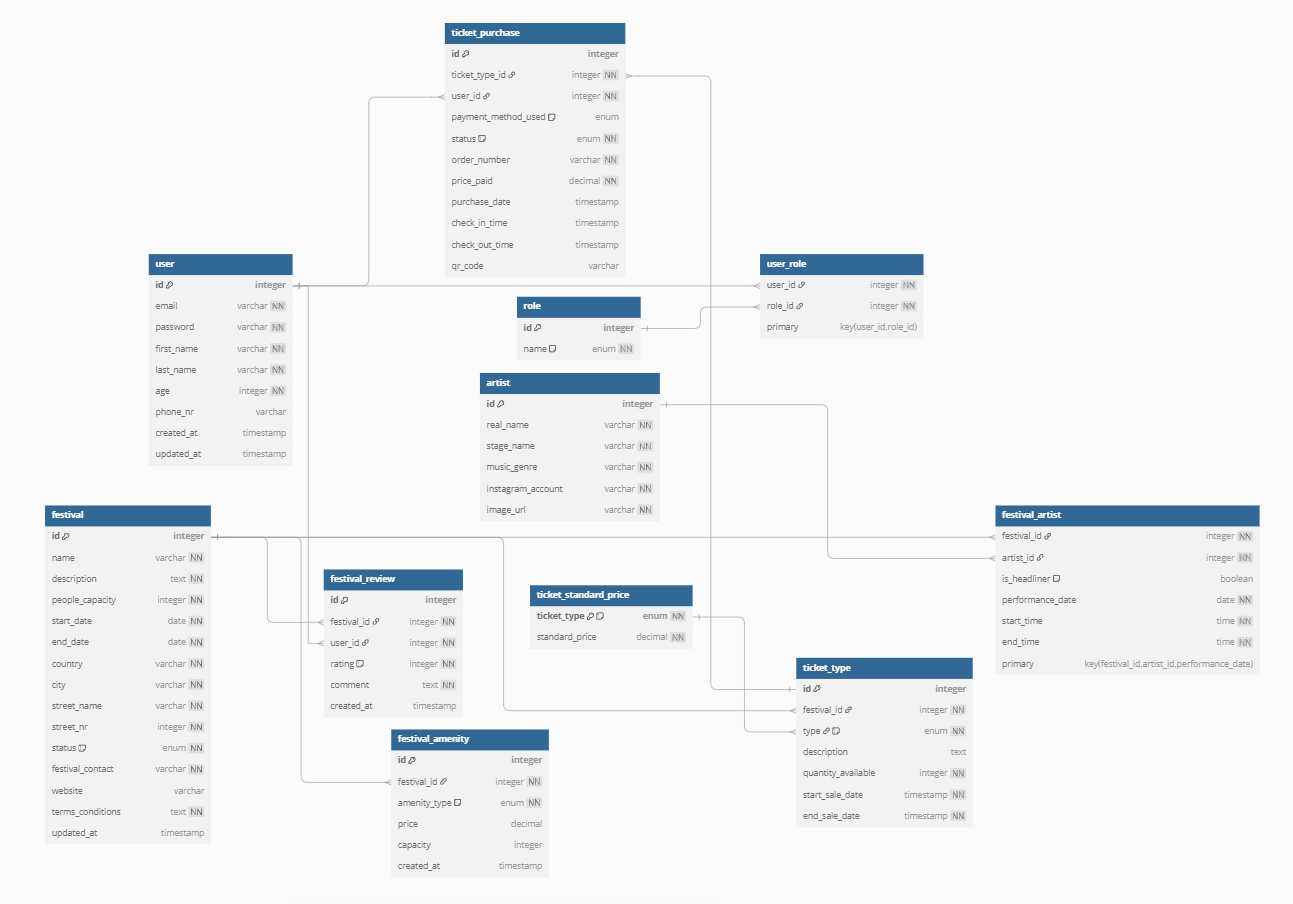 ticket_purchase
id integer
ticket_type_id integer NN
user_id integer NN
payment_method_used enum
status enum NN
order_number varchar NN
price_paid decimal NN
purchase_date timestamp
check_in_time timestamp
check_out_time timestamp
qr_code varchar
user
id integer
email varchar NN
password varchar NN
first_name varchar NN
last_name varchar NN
age integer NN
phone_nr varchar
created_at timestamp
updated_at timestamp
user_role
user_id integer NN
role_id integer NN
primary key(user_id,role_id)
role
id integer
name enum NN
artist
id integer
real_name varchar NN
stage_name varchar NN
music_genre varchar NN
instagram_account varchar NN
image_url varchar NN
festival
id integer
name varchar NN
description text NN
people_capacity integer NN
start_date date NN
end_date date NN
country varchar NN
city varchar NN
street_name varchar NN
street_nr integer NN
status enum NN
festival_contact varchar NN
website varchar
terms_conditions text NN
updated_at timestamp
festival_artist
festival_id integer NN
artist_id integer NN
is_headliner boolean
performance_date date NN
start_time time NN
end_time time NN
primary key(festival_id,artist_id,performance_date)
festival_review
id integer
festival_id integer NN
user_id integer NN
rating integer NN
comment text NN
created_at timestamp
ticket_standard_price
ticket_type enum NN
standard_price decimal NN
ticket_type
id integer
festival_id integer NN
type enum NN
description text
quantity_available integer NN
start_sale_date timestamp NN
end_sale_date timestamp NN
festival_amenity
id integer
festival_id integer NN
amenity_type enum NN
price decimal
capacity integer
created_at timestamp